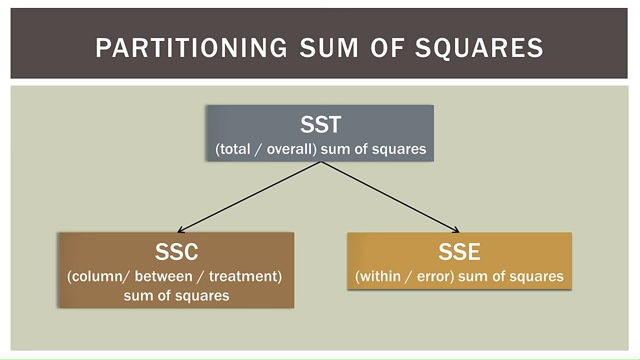 PARTITIONING SUM OF SQUARES
SST
(total / overall) sum of squares
SSC
(column/ between / treatment)
sum of squares
SSE
(within / error) sum of squares